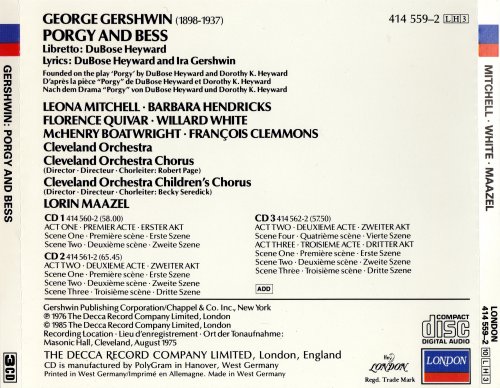 GEORGE GERSHWIN (1898-1937)
414 559-2 LH3
PORGY AND BESS
Libretto: DuBose Heyward
Lyrics: DuBose Heyward and Ira Gershwin
Founded on the play 'Porgy' by DuBose Heyward and Dorothy K. Heyward
D'après la pièce "Porgy" de DuBose Heyward et Dorothy K. Heyward
Nach dem Drama "Porgy" von DuBose Heyward und Dorothy K. Heyward
LEONA MITCHELL · BARBARA HENDRICKS
FLORENCE QUIVAR · WILLARD WHITE
McHENRY BOATWRIGHT · FRANÇOIS CLEMMONS
Cleveland Orchestra
Cleveland Orchestra Chorus
(Director · Directeur · Chorleiter: Robert Page)
Cleveland Orchestra Children's Chorus
(Director · Directeur · Chorleiter: Becky Seredick)
LORIN MAAZEL
CD 1 414 560-2 (58.00)
ACT ONE · PREMIER ACTE · ERSTER AKT
Scene One · Première scène · Erste Szene
Scene Two · Deuxième scène · Zweite Szene
CD 2 414 561-2 (65.45)
ACT TWO · DEUXIEME ACTE · ZWEITER AKT
Scene One · Première scène · Erste Szene
Scene Two · Deuxième scène · Zweite Szene
Scene Three · Troisième scène · Dritte Szene
CD 3 414 562-2 (57.50)
ACT TWO · DEUXIEME ACTE · ZWEITER AKT
Scene Four · Quatrième scène · Vierte Szene
ACT THREE · TROISIEME ACTE · DRITTER AKT
Scene One · Première scène · Erste Szene
Scene Two · Deuxième scène · Zweite Szene
Scene Three · Troisième scène · Dritte Szene
ADD
Gershwin Publishing Corporation/Chappel & Co. Inc., New York
℗ 1976 The Decca Record Company Limited, London
© 1985 The Decca Record Company Limited, London
Recording Location · Lieu d'enregistrement · Ort der Tonaufnahme:
Masonic Hall, Cleveland, August 1975
COMPACT
disc
DIGITAL AUDIO
THE DECCA RECORD COMPANY LIMITED, London, England
CD is manufactured by PolyGram in Hanover, West Germany
Printed in West Germany/Imprimé en Allemagne. Made in West Germany
LONDON
Regd. Trade Mark
LONDON
GERSHWIN: PORGY AND BESS
3 CD
MITCHELL · WHITE · MAAZEL
LONDON
414 559-2 LH3